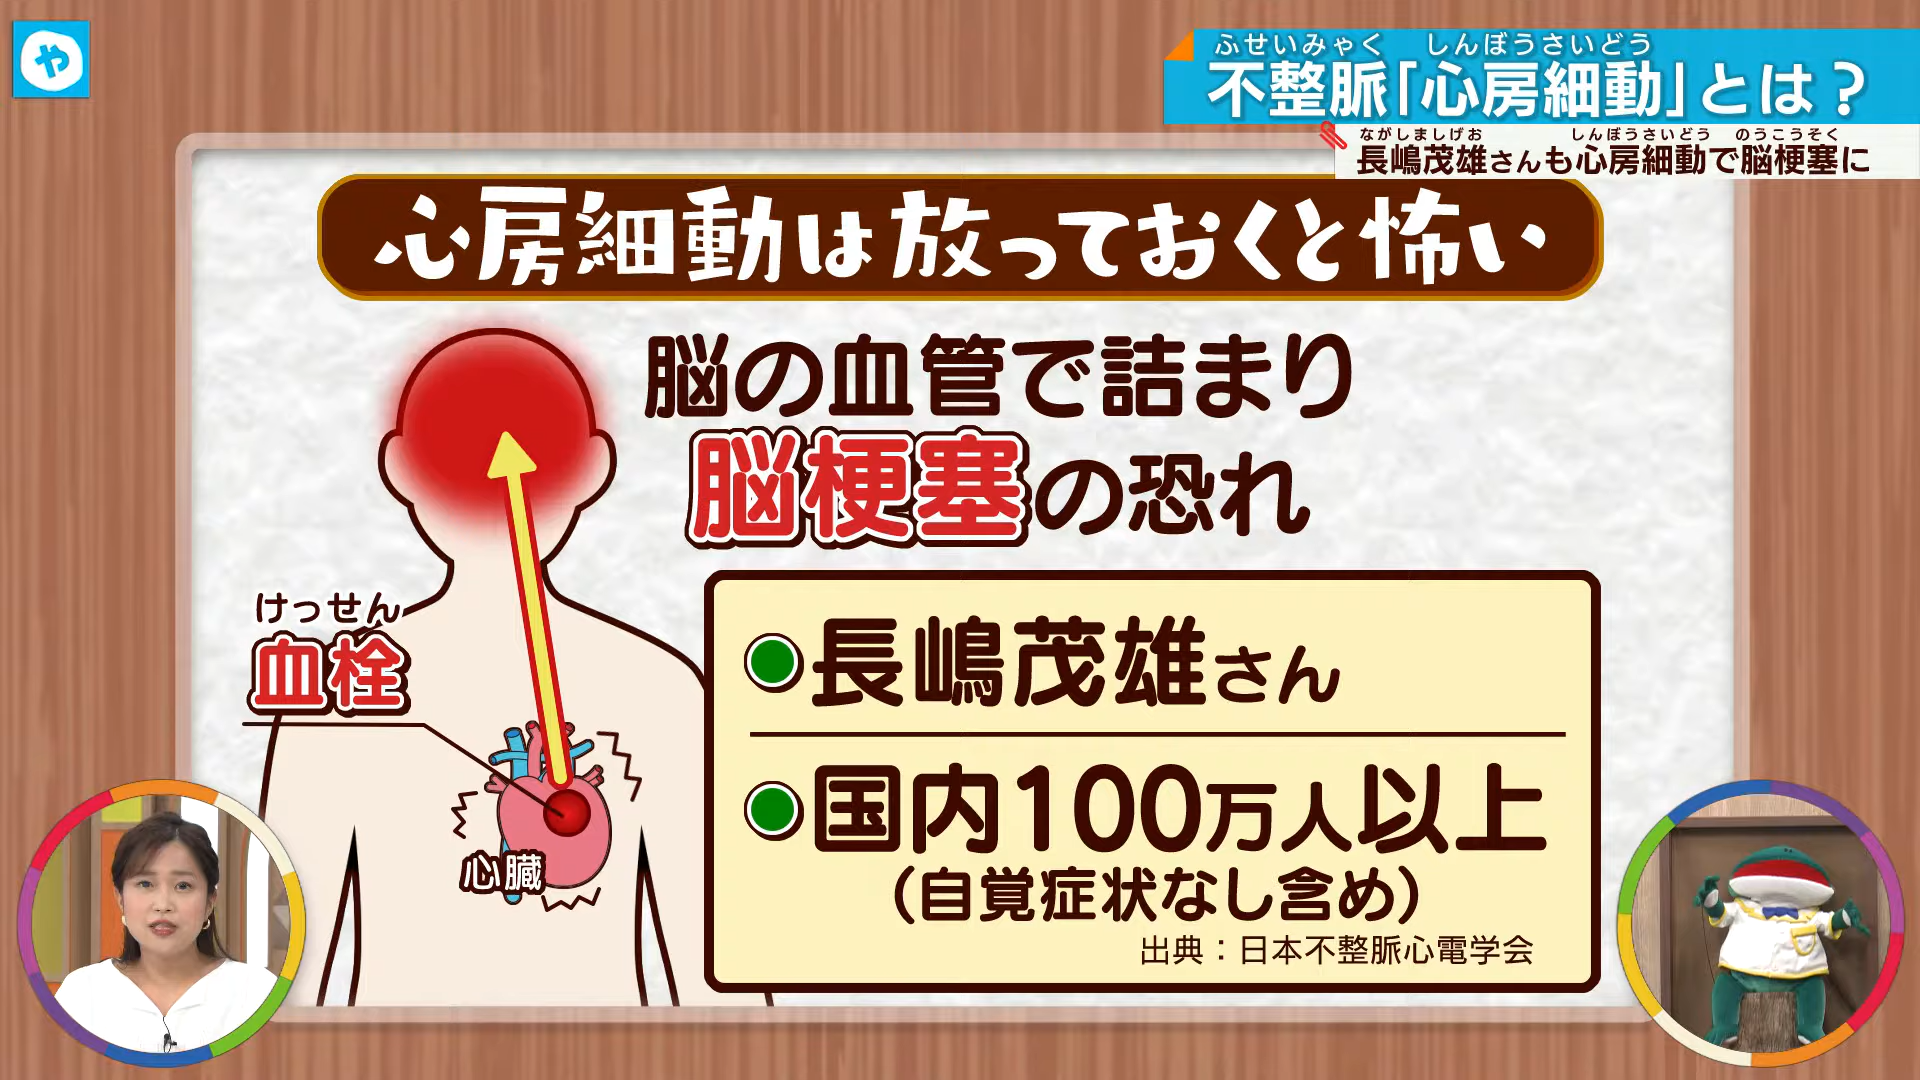 や
ふせいみゃく しんぼうさいどう
不整脈「心房細動」とは？
ながしましげお しんぼうさいどう のうこうそく
長嶋茂雄さんも心房細動で脳梗塞に
心房細動は放っておくと怖い
脳の血管で詰まり
脳梗塞の恐れ
けっせん
血栓
心臓
●長嶋茂雄さん
●国内100万人以上
（自覚症状なし含め）
出典：日本不整脈心電学会